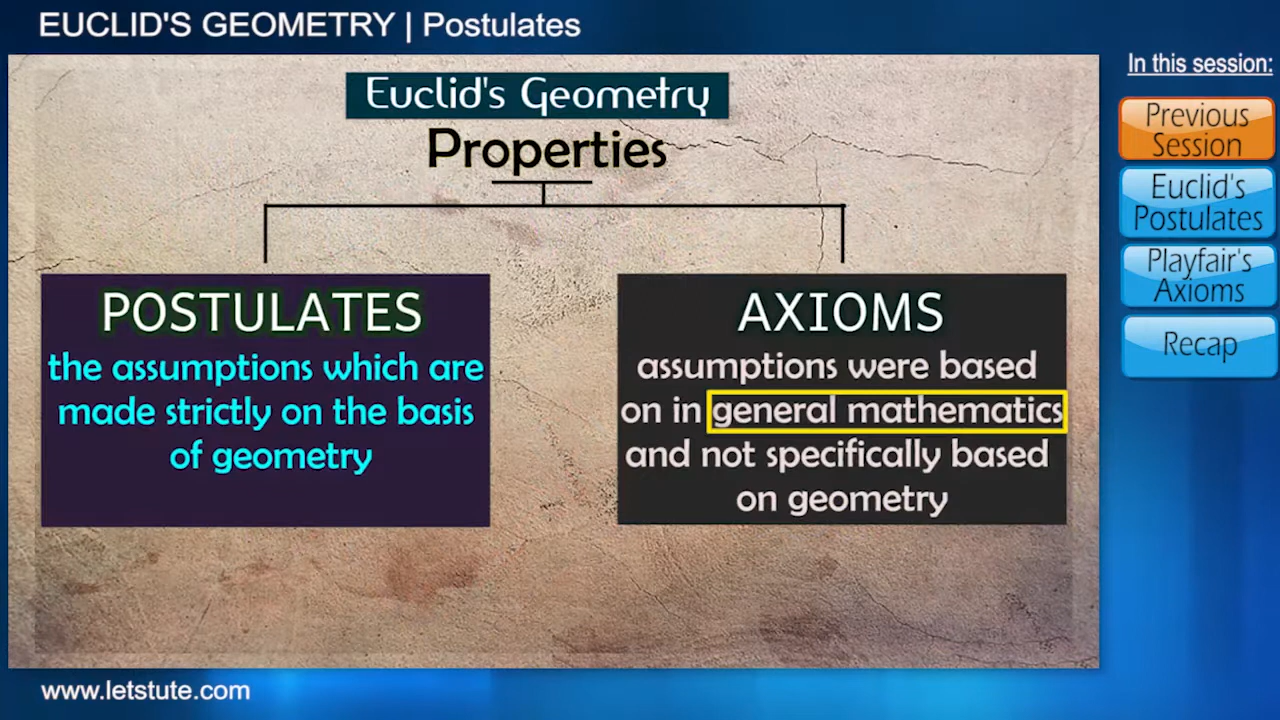 EUCLID'S GEOMETRY | Postulates
In this session:
Previous
Session
Euclid's
Postulates
Playfair's
Axioms
Recap
Euclid's Geometry
Properties
POSTULATES
the assumptions which are
made strictly on the basis
of geometry
AXIOMS
assumptions were based
on in general mathematics
and not specifically based
on geometry
www.letstute.com